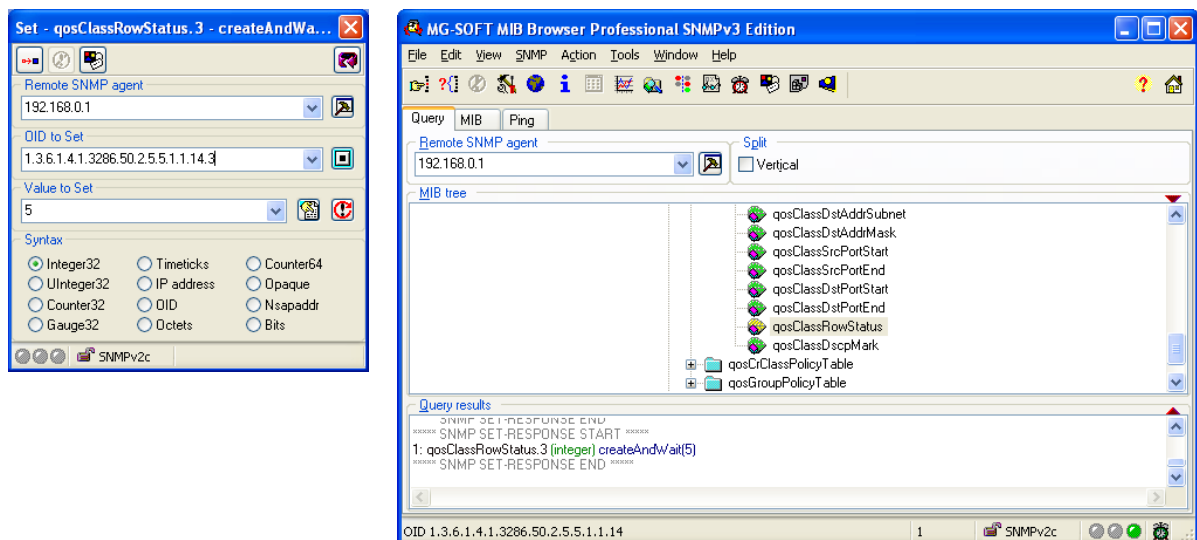 Set - qosClassRowStatus.3 - createAndWa...
Remote SNMP agent
192.168.0.1
OID to Set
1.3.6.1.4.1.3286.50.2.5.5.1.1.14.3
Value to Set
5
Syntax
Integer32 Timeticks Counter64
UInteger32 IP address Opaque
Counter32 OID Nsapaddr
Gauge32 Octets Bits
SNMPv2c
MG-SOFT MIB Browser Professional SNMPv3 Edition
File Edit View SNMP Action Tools Window Help
Query MIB Ping
Remote SNMP agent
192.168.0.1
Split
Vertical
MIB tree
qosClassDstAddrSubnet
qosClassDstAddrMask
qosClassSrcPortStart
qosClassSrcPortEnd
qosClassDstPortStart
qosClassDstPortEnd
qosClassRowStatus
qosClassDscpMark
qosCrClassPolicyTable
qosGroupPolicyTable
Query results
SNMP SET-RESPONSE END
***** SNMP SET-RESPONSE START *****
1: qosClassRowStatus.3 (integer) createAndWait(5)
***** SNMP SET-RESPONSE END *****
OID 1.3.6.1.4.1.3286.50.2.5.5.1.1.14 1 SNMPv2c